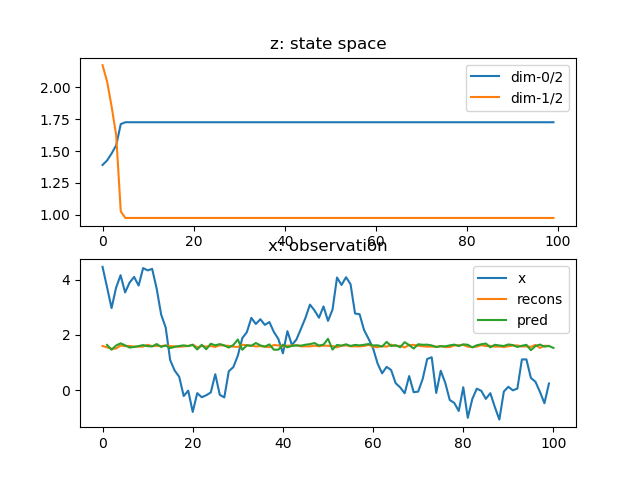 z: state space
2.00
1.75
1.50
1.25
1.00
dim-0/2
dim-1/2
0 20 40 60 80 100
x: observation
4
2
0
x
recons
pred
0 20 40 60 80 100